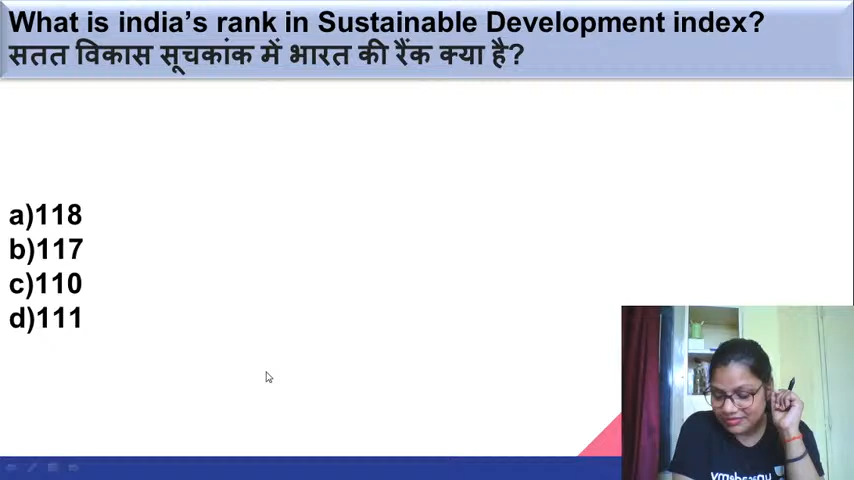 What is india's rank in Sustainable Development index?
सतत विकास सूचकांक में भारत की रैंक क्या है?
a)118
b)117
c)110
d)111